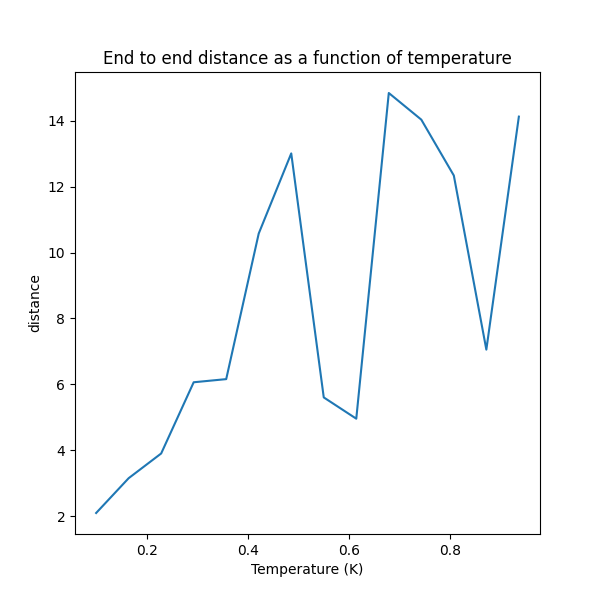 End to end distance as a function of temperature
14
12
10
8
6
4
2
distance
0.2 0.4 0.6 0.8
Temperature (K)